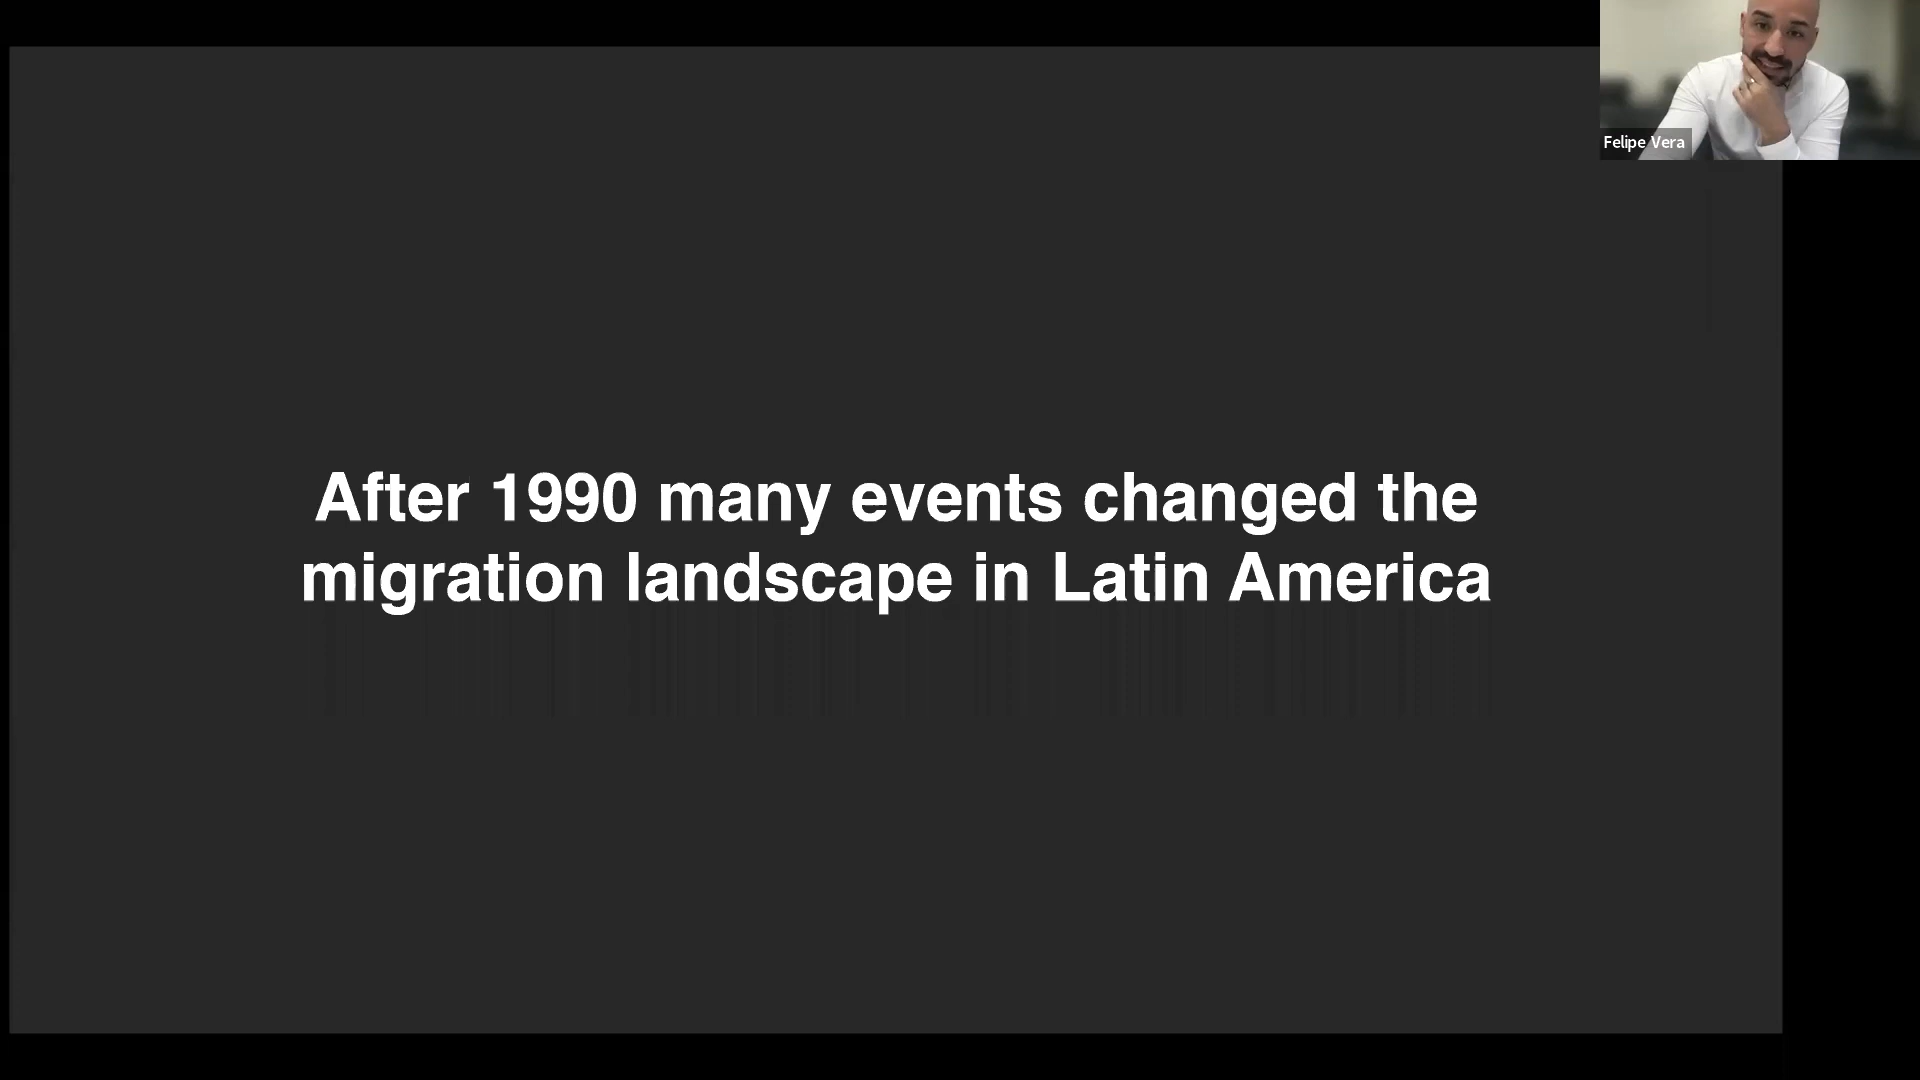 Felipe Vera
After 1990 many events changed the
migration landscape in Latin America